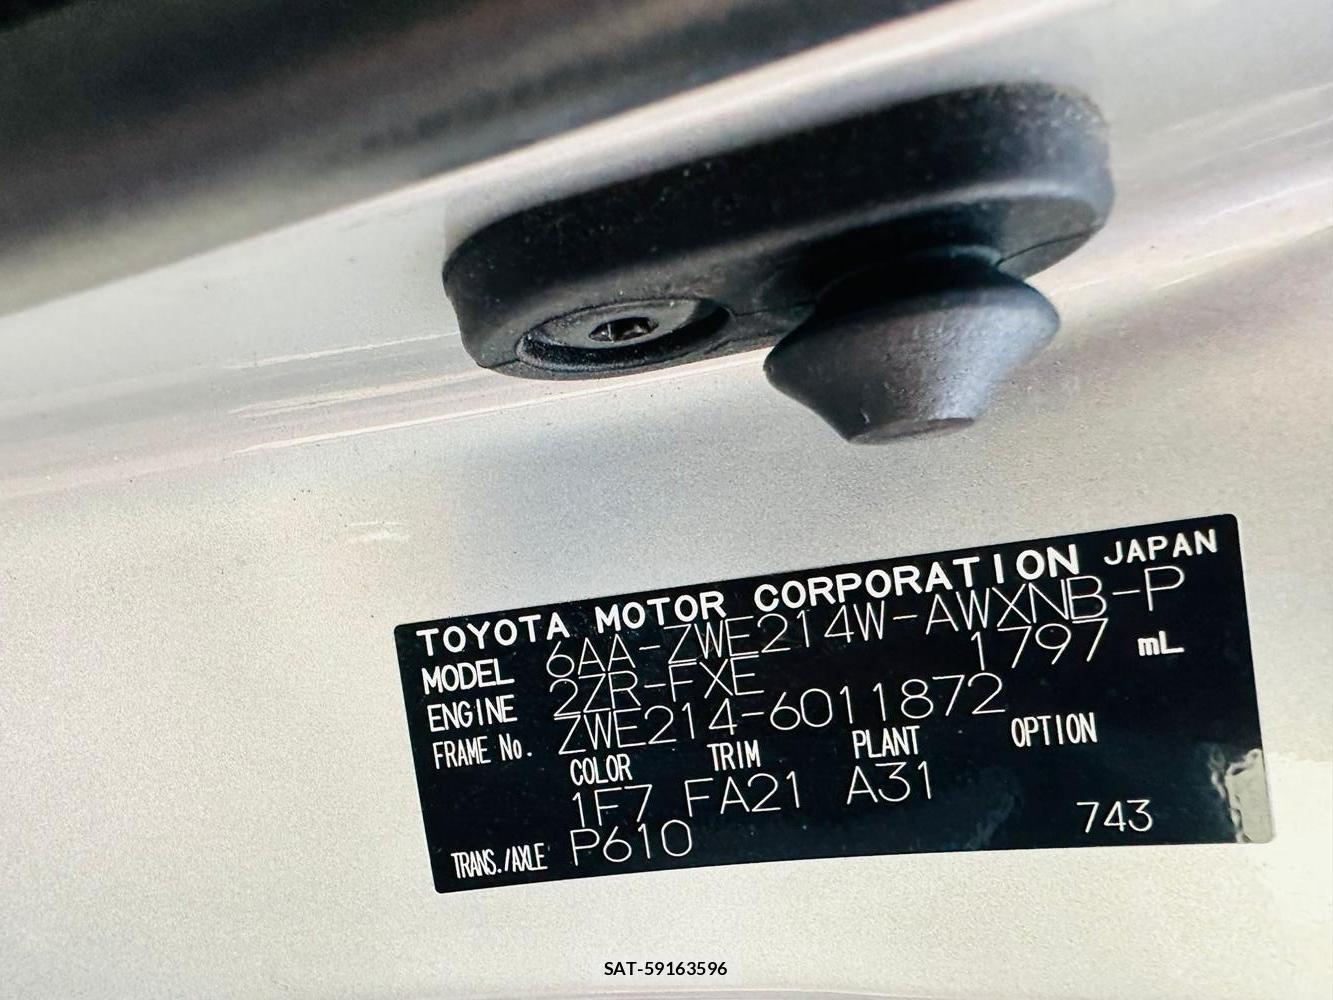 TOYOTA MOTOR CORPORATION JAPAN
MODEL 6AA-ZWE214W-AWXNB-P
ENGINE 2ZR-FXE 1797 mL
FRAME No. ZWE214-6011872
COLOR TRIM PLANT OPTION
1F7 FA21 A31
TRANS./AXLE P610 743
SAT-59163596